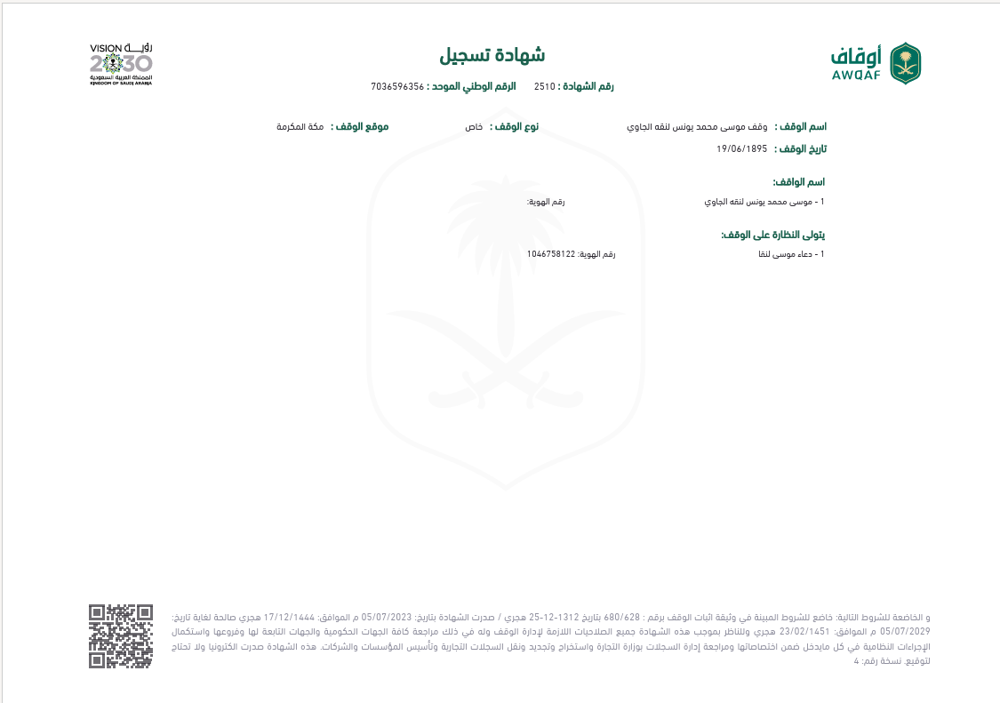 أوقاف
AWQAF
شهادة تسجيل
VISION رؤيــة
2030
المملكة العربية السعودية
KINGDOM OF SAUDI ARABIA
رقم الشهادة : 2510 الرقم الوطني الموحد : 7036596356
اسم الوقف : وقف موسى محمد يونس لنقه الجاوي نوع الوقف : خاص موقع الوقف : مكة المكرمة
تاريخ الوقف : 19/06/1895
اسم الواقف:
1 - موسى محمد يونس لنقه الجاوي رقم الهوية:
يتولى النظارة على الوقف:
1 - دعاء موسى لنقا رقم الهوية: 1046758122
و الخاضعة للشروط التالية: خاضع للشروط المبينة في وثيقة اثبات الوقف برقم : 680/628 بتاريخ 1312-12-25 هجري / صدرت الشهادة بتاريخ: 05/07/2023 م الموافق: 17/12/1444 هجري صالحة لغاية تاريخ:
05/07/2029 م الموافق: 23/02/1451 هجري وللناظر بموجب هذه الشهادة جميع الصلاحيات اللازمة لإدارة الوقف وله في ذلك مراجعة كافة الجهات الحكومية والجهات التابعة لها وفروعها واستكمال
الإجراءات النظامية في كل مايدخل ضمن اختصاصاتها ومراجعة إدارة السجلات بوزارة التجارة واستخراج وتجديد ونقل السجلات التجارية وتأسيس المؤسسات والشركات. هذه الشهادة صدرت الكترونيا ولا تحتاج
لتوقيع. نسخة رقم: 4